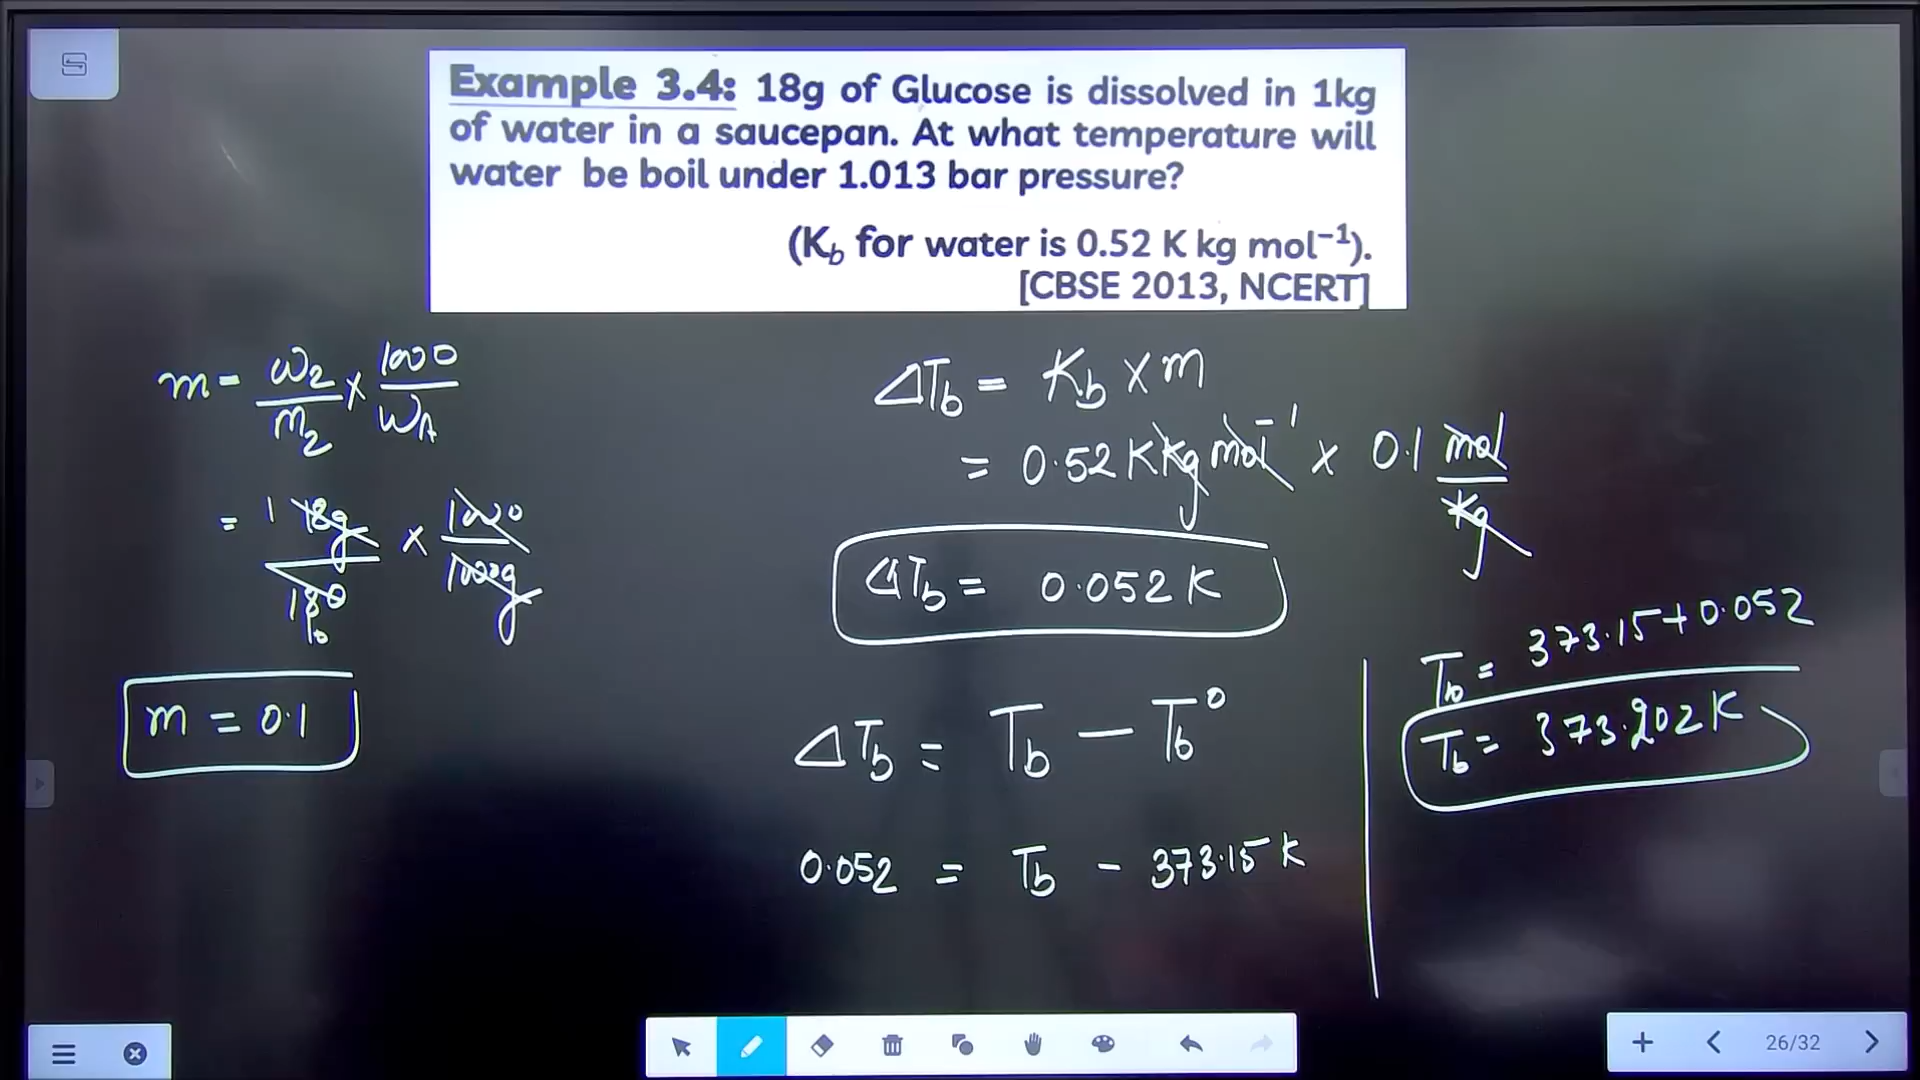 Example 3.4: 18g of Glucose is dissolved in 1kg
of water in a saucepan. At what temperature will
water be boil under 1.013 bar pressure?
(K_b for water is 0.52 K kg mol⁻¹).
[CBSE 2013, NCERT]
m = W₂/M₂ × 1000/W_A
= 1 18g/180 10 × 1000/1000g
m = 0.1
ΔT_b = K_b × m
= 0.52 K kg mol⁻¹ × 0.1 mol/kg
ΔT_b = 0.052 K
ΔT_b = T_b − T_b⁰
0.052 = T_b − 373.15 K
T_b = 373.15 + 0.052
T_b = 373.202 K
26/32